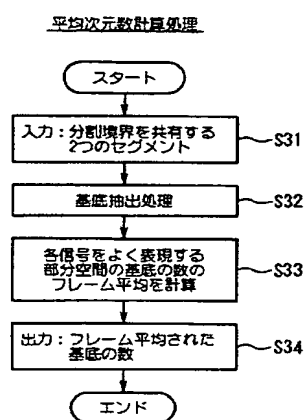 平均次元数計算処理
スタート
入力：分割境界を共有する
2つのセグメント
S31
基底抽出処理
S32
各信号をよく表現する
部分空間の基底の数の
フレーム平均を計算
S33
出力：フレーム平均された
基底の数
S34
エンド